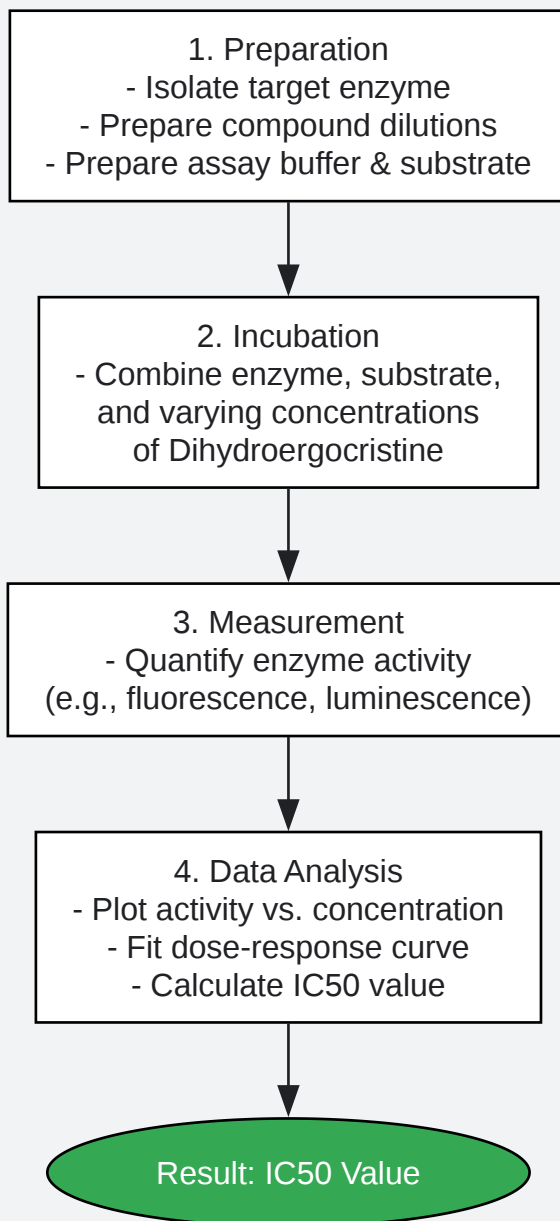 1. Preparation
- Isolate target enzyme
- Prepare compound dilutions
- Prepare assay buffer & substrate
2. Incubation
- Combine enzyme, substrate,
and varying concentrations
of Dihydroergocristine
3. Measurement
- Quantify enzyme activity
(e.g., fluorescence, luminescence)
4. Data Analysis
- Plot activity vs. concentration
- Fit dose-response curve
- Calculate IC50 value
Result: IC50 Value